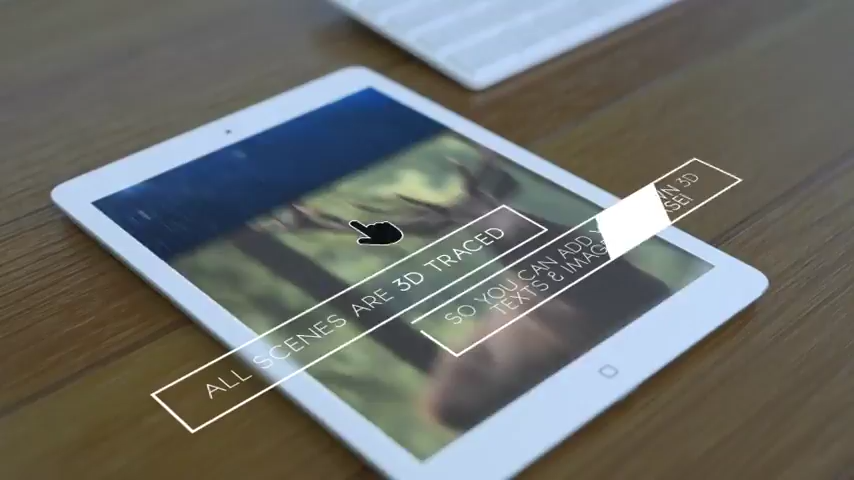 ALL SCENES ARE 3D TRACED
SO YOU CAN ADD 3D
TEXTS &